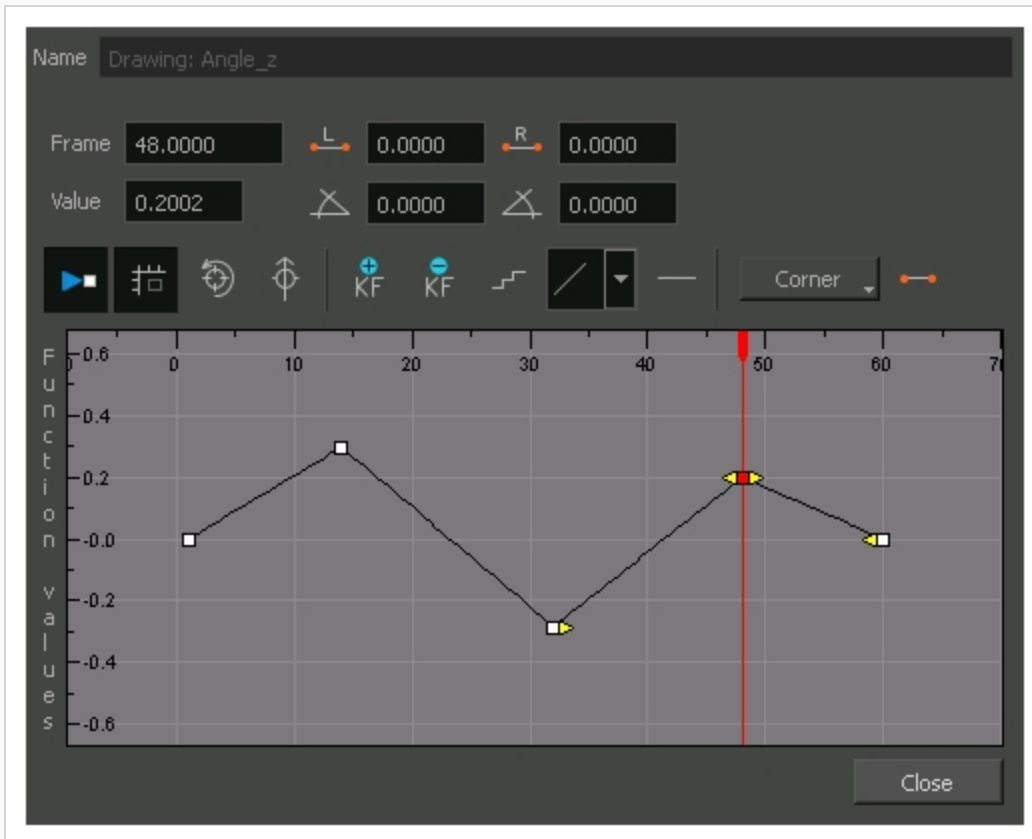 Name Drawing: Angle_z
Frame 48.0000 L 0.0000 R 0.0000
Value 0.2002 0.0000 0.0000
KF KF Corner
Function values
0 10 20 30 40 50 60
-0.6
-0.4
-0.2
-0.0
-0.2
-0.4
-0.6
Close